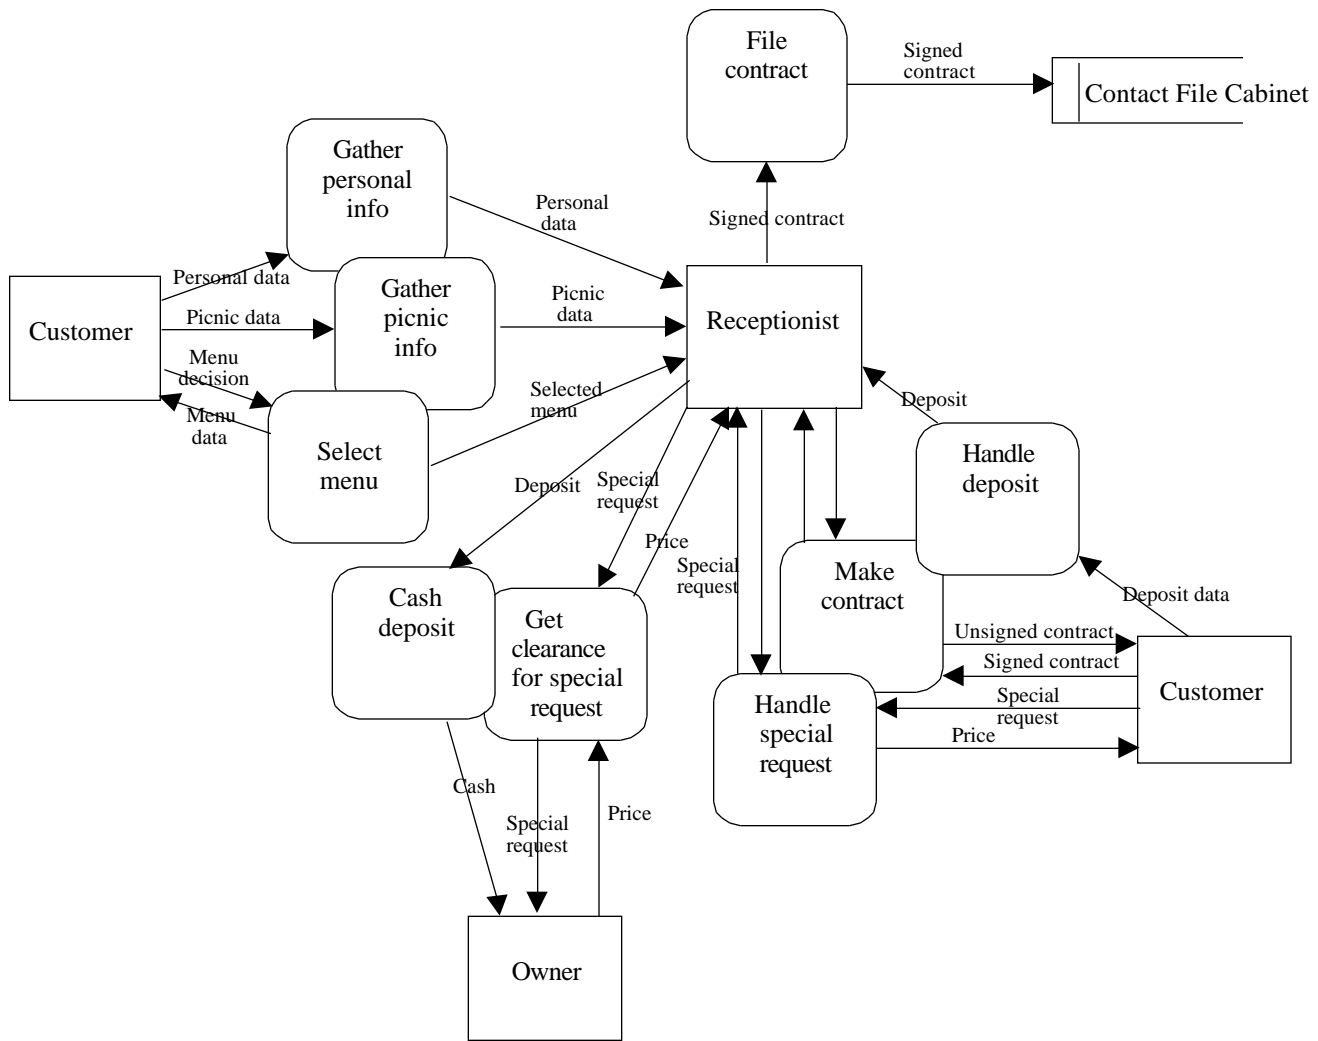 File
contract
Signed
contract
Contact File Cabinet
Gather
personal
info
Personal
data
Signed contract
Personal data
Gather
picnic
info
Picnic
data
Receptionist
Customer
Picnic data
Menu
decision
Menu
data
Selected
menu
Select
menu
Deposit
Handle
deposit
Deposit
Special
request
Price
Special
request
Make
contract
Deposit data
Cash
deposit
Get
clearance
for special
request
Unsigned contract
Signed contract
Customer
Special
request
Price
Handle
special
request
Cash
Special
request
Price
Owner